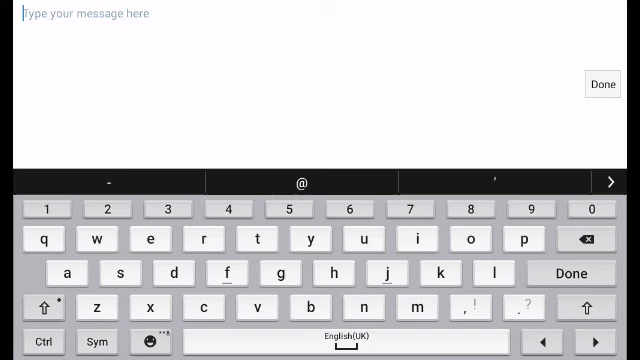 Type your message here
Done
- @ '
1 2 3 4 5 6 7 8 9 0
q w e r t y u i o p
a s d f g h j k l Done
z x c v b n m , ! . ?
Ctrl Sym English(UK)